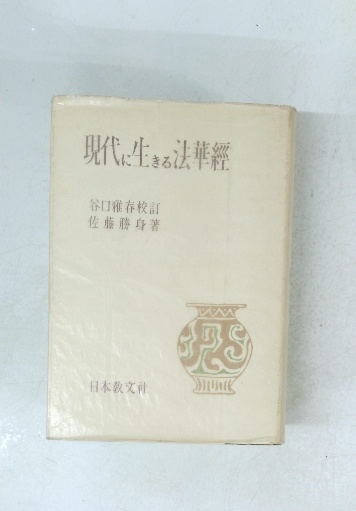 現代に生きる法華經
谷口雅春校訂
佐藤勝身著
日本教文社